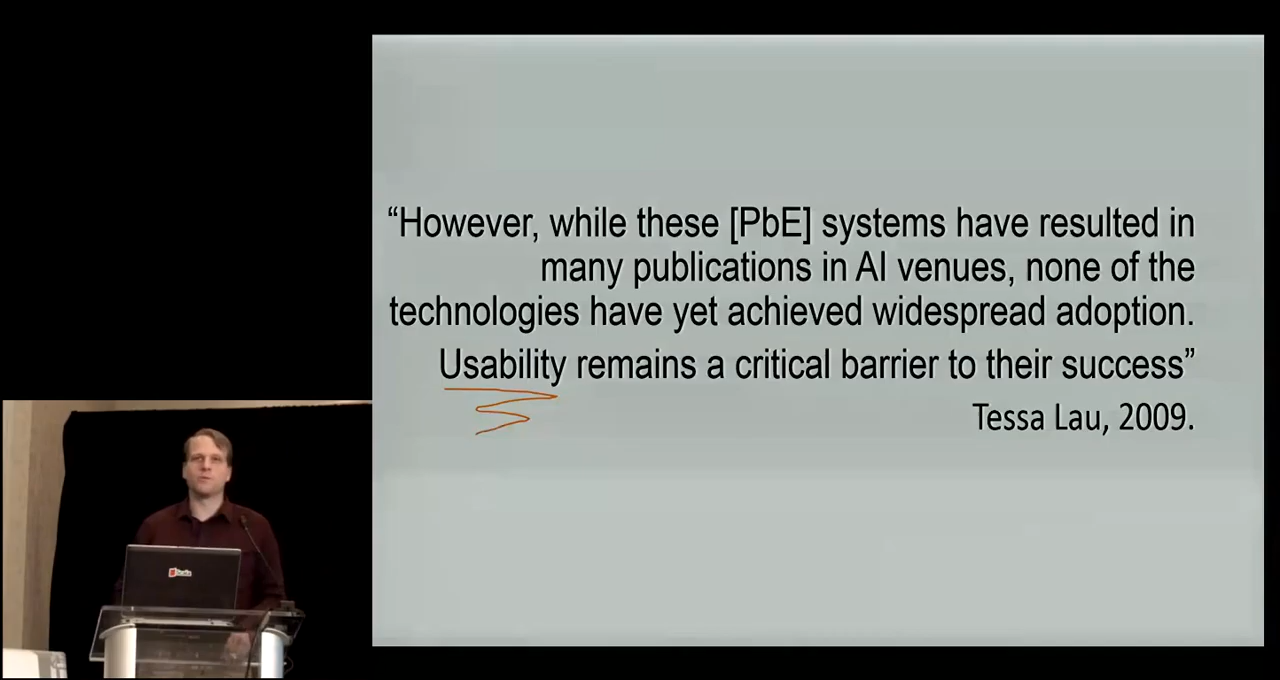 “However, while these [PbE] systems have resulted in
many publications in AI venues, none of the
technologies have yet achieved widespread adoption.
Usability remains a critical barrier to their success”
Tessa Lau, 2009.